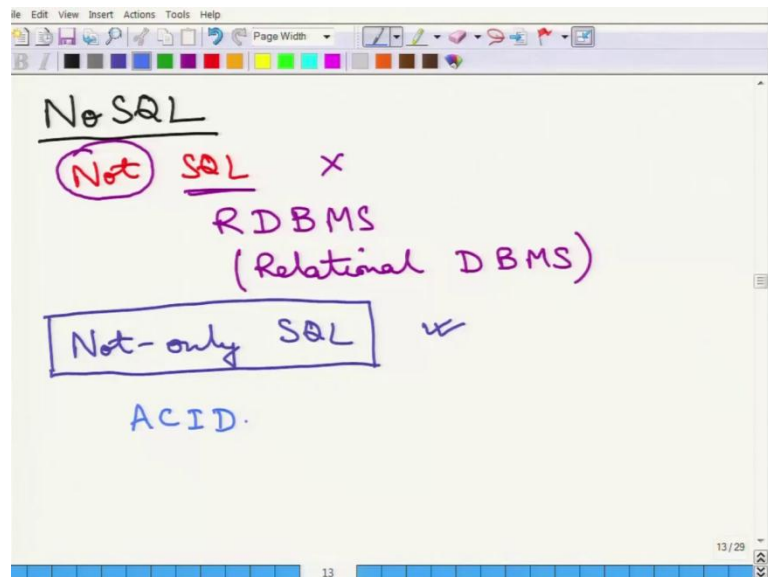 ile Edit View Insert Actions Tools Help
Page Width
B I
NoSQL
Not SQL ×
RDBMS
(Relational DBMS)
Not-only SQL
ACID.
13/29
13